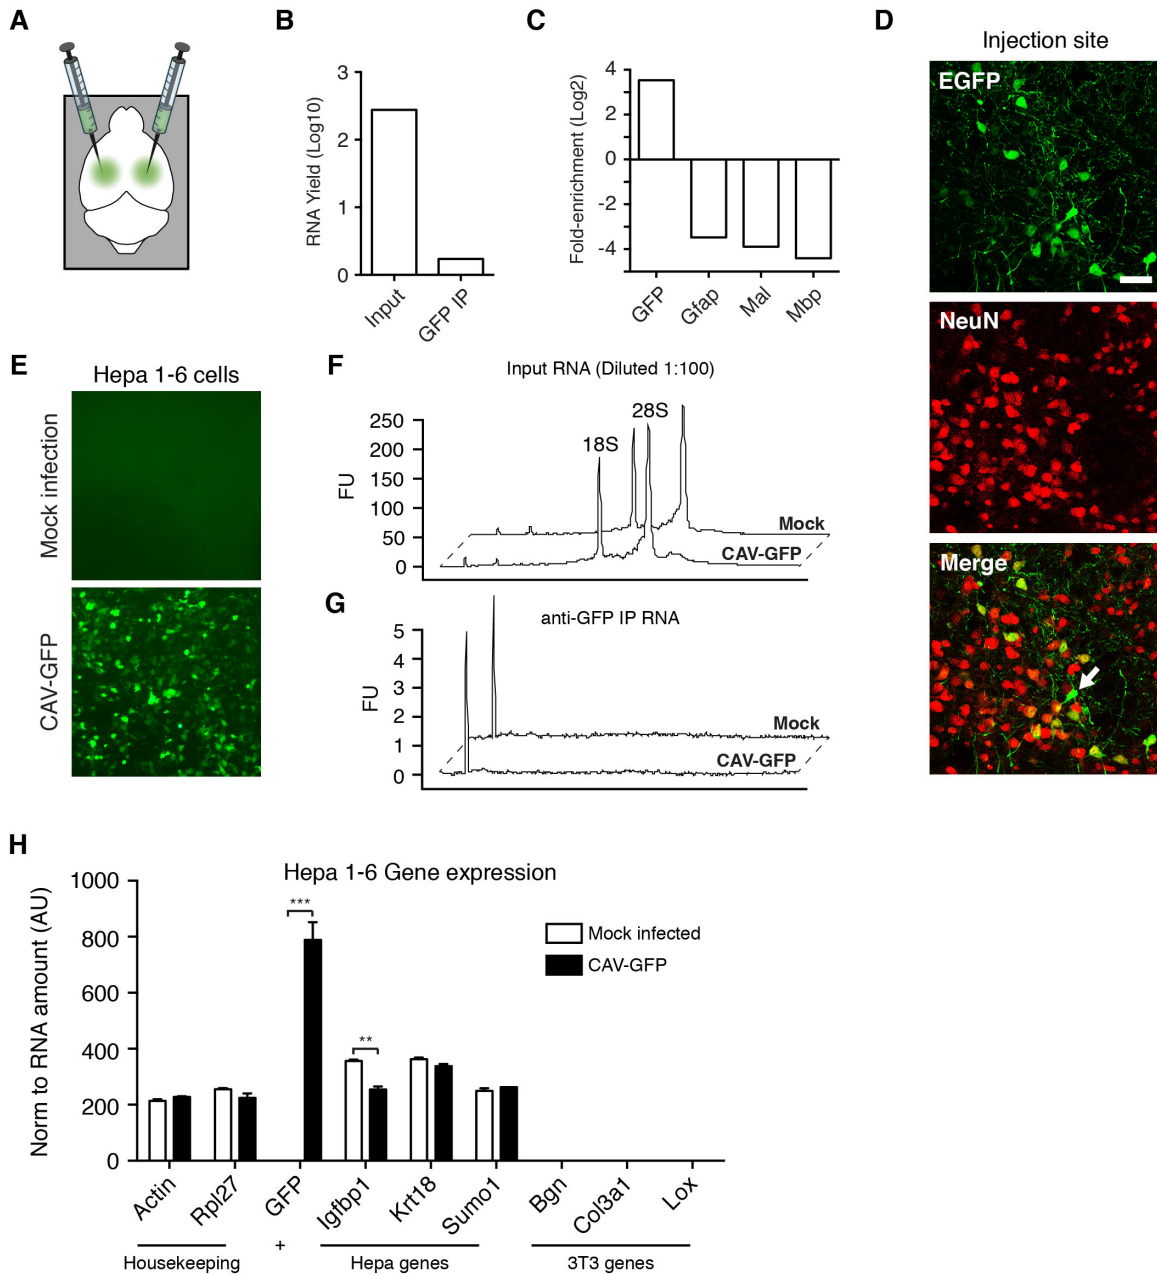 A
B
RNA Yield (Log10)
3
2
1
0
Input
GFP IP
C
Fold-enrichment (Log2)
4
2
0
-2
-4
GFP
Gfap
Mal
Mbp
D
Injection site
EGFP
NeuN
Merge
E
Hepa 1-6 cells
Mock infection
CAV-GFP
F
Input RNA (Diluted 1:100)
FU
250
200
150
100
50
0
18S
28S
Mock
CAV-GFP
G
anti-GFP IP RNA
FU
5
4
3
2
1
0
Mock
CAV-GFP
H
Hepa 1-6 Gene expression
Norm to RNA amount (AU)
1000
800
600
400
200
0
***
**
Mock infected
CAV-GFP
Actin
Rpl27
GFP
Igfbp1
Krt18
Sumo1
Bgn
Col3a1
Lox
Housekeeping
+
Hepa genes
3T3 genes